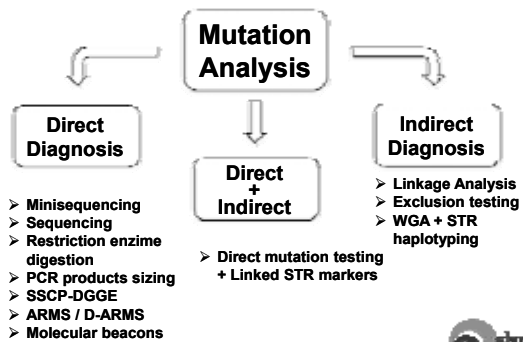 Mutation
Analysis
Direct
Diagnosis
➢ Minisequencing
➢ Sequencing
➢ Restriction enzime
digestion
➢ PCR products sizing
➢ SSCP-DGGE
➢ ARMS / D-ARMS
➢ Molecular beacons
Direct
+
Indirect
➢ Direct mutation testing
+ Linked STR markers
Indirect
Diagnosis
➢ Linkage Analysis
➢ Exclusion testing
➢ WGA + STR
haplotyping